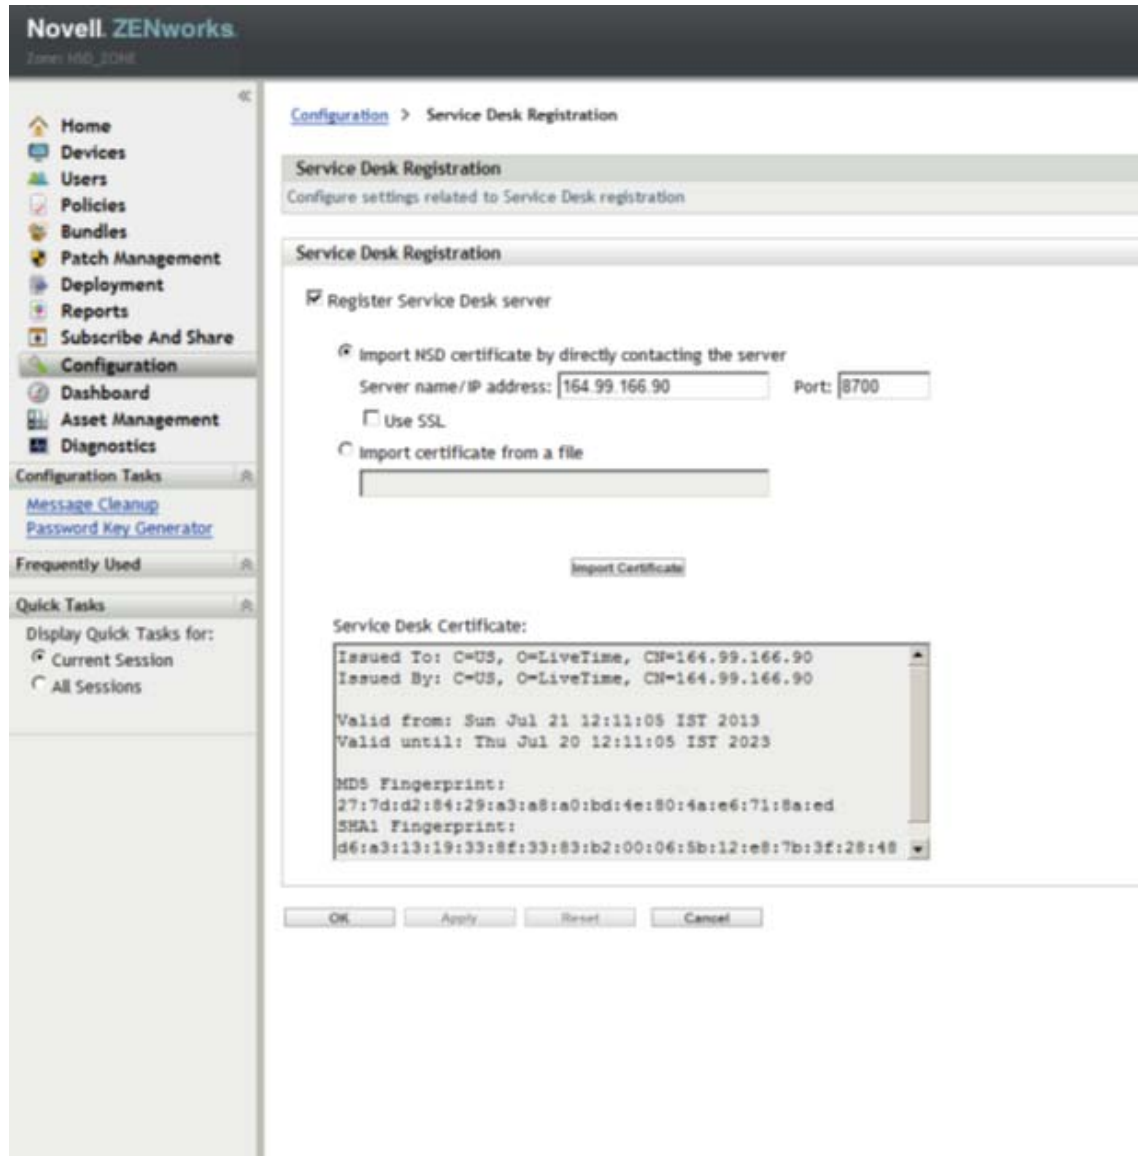 Novell. ZENworks.
Zone: NSD_ZONE
Home
Devices
Users
Policies
Bundles
Patch Management
Deployment
Reports
Subscribe And Share
Configuration
Dashboard
Asset Management
Diagnostics
Configuration Tasks
Message Cleanup
Password Key Generator
Frequently Used
Quick Tasks
Display Quick Tasks for:
Current Session
All Sessions
Configuration > Service Desk Registration
Service Desk Registration
Configure settings related to Service Desk registration
Service Desk Registration
Register Service Desk server
Import NSD certificate by directly contacting the server
Server name/IP address: 164.99.166.90 Port: 8700
Use SSL
Import certificate from a file
Import Certificate
Service Desk Certificate:
Issued To: C=US, O=LiveTime, CN=164.99.166.90
Issued By: C=US, O=LiveTime, CN=164.99.166.90
Valid from: Sun Jul 21 12:11:05 IST 2013
Valid until: Thu Jul 20 12:11:05 IST 2023
MD5 Fingerprint:
27:7d:d2:84:29:a3:a8:a0:bd:4e:80:4a:e6:71:8a:ed
SHA1 Fingerprint:
d6:a3:13:19:33:8f:33:83:b2:00:06:5b:12:e8:7b:3f:28:48
OK Apply Reset Cancel